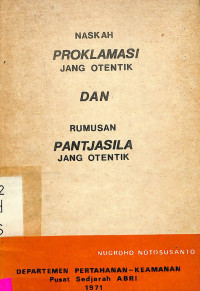 NASKAH
PROKLAMASI
JANG OTENTIK
DAN
RUMUSAN
PANTJASILA
JANG OTENTIK
NUGROHO NOTOSUSANTO
DEPARTEMEN PERTAHANAN-KEAMANAN
Pusat Sedjarah ABRI
1971